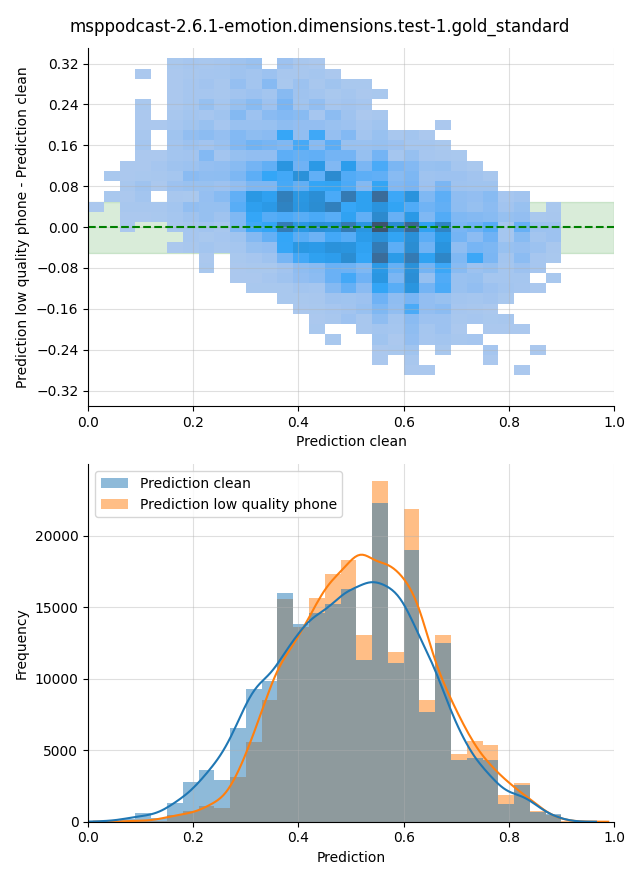 msppodcast-2.6.1-emotion.dimensions.test-1.gold_standard
Prediction low quality phone - Prediction clean
0.32
0.24
0.16
0.08
0.00
−0.08
−0.16
−0.24
−0.32
0.0 0.2 0.4 0.6 0.8 1.0
Prediction clean
Frequency
Prediction clean
Prediction low quality phone
20000
15000
10000
5000
0
0.0 0.2 0.4 0.6 0.8 1.0
Prediction